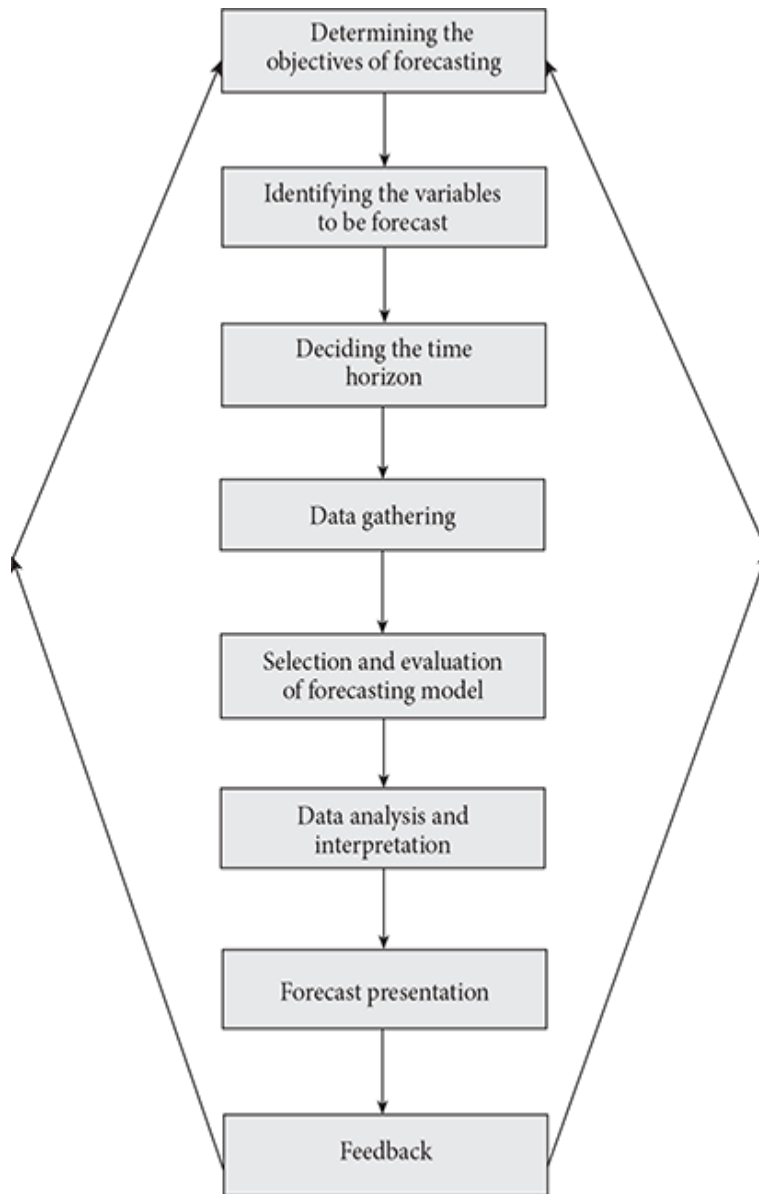 Determining the
objectives of forecasting
Identifying the variables
to be forecast
Deciding the time
horizon
Data gathering
Selection and evaluation
of forecasting model
Data analysis and
interpretation
Forecast presentation
Feedback